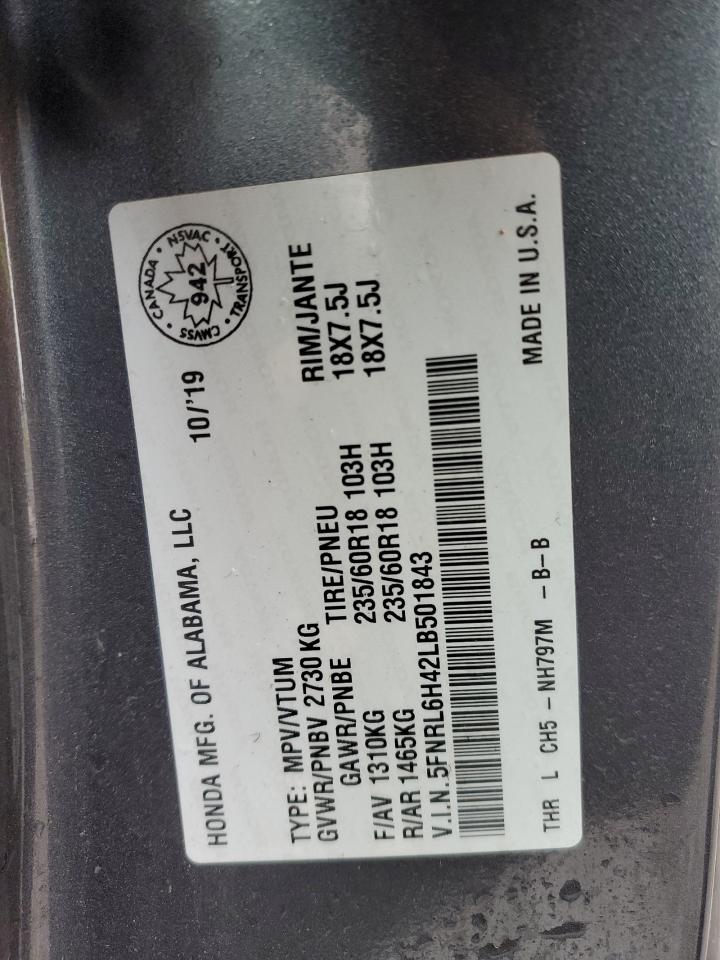 HONDA MFG. OF ALABAMA, LLC 10/'19
CANADA • NSVAC • TRANSPORT • CMVSS •
942
TYPE: MPV/VTUM
GVWR/PNBV 2730 KG
GAWR/PNBE TIRE/PNEU RIM/JANTE
F/AV 1310KG 235/60R18 103H 18X7.5J
R/AR 1465KG 235/60R18 103H 18X7.5J
V.I.N. 5FNRL6H42LB501843
THR L CH5 - NH797M - B-B MADE IN U.S.A.